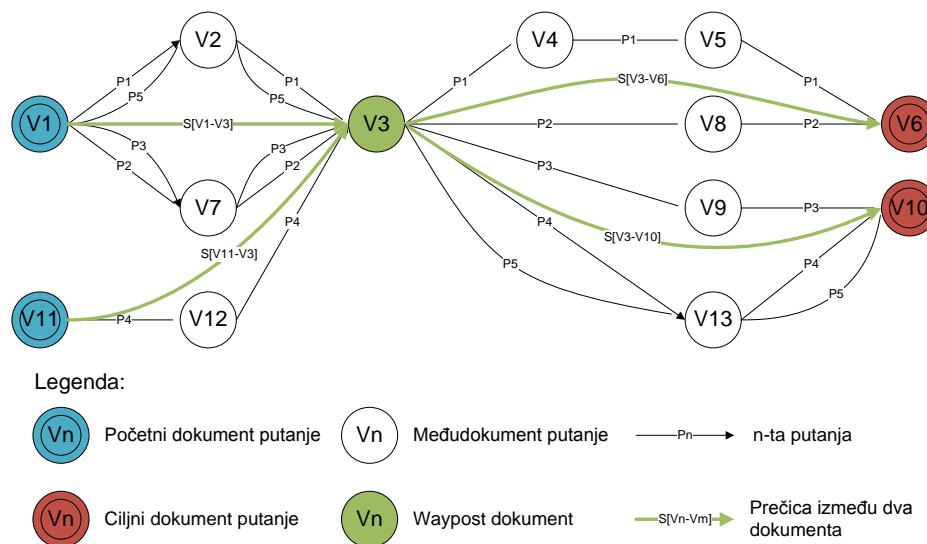 V2
V4
P1
V5
P1
P5
P1
P5
P1
P1
S[V3-V6]
V1
S[V1-V3]
V3
P2
V8
P2
V6
P3
P2
P3
P2
P3
V7
V9
P3
V10
P4
P4
S[V3-V10]
S[V11-V3]
P5
P4
P5
V11
P4
V12
V13
Legenda:
Vn
Početni dokument putanje
Vn
Međudokument putanje
Pn
n-ta putanja
Vn
Ciljni dokument putanje
Vn
Waypost dokument
S[Vn-Vm]
Prečica između dva
dokumenta